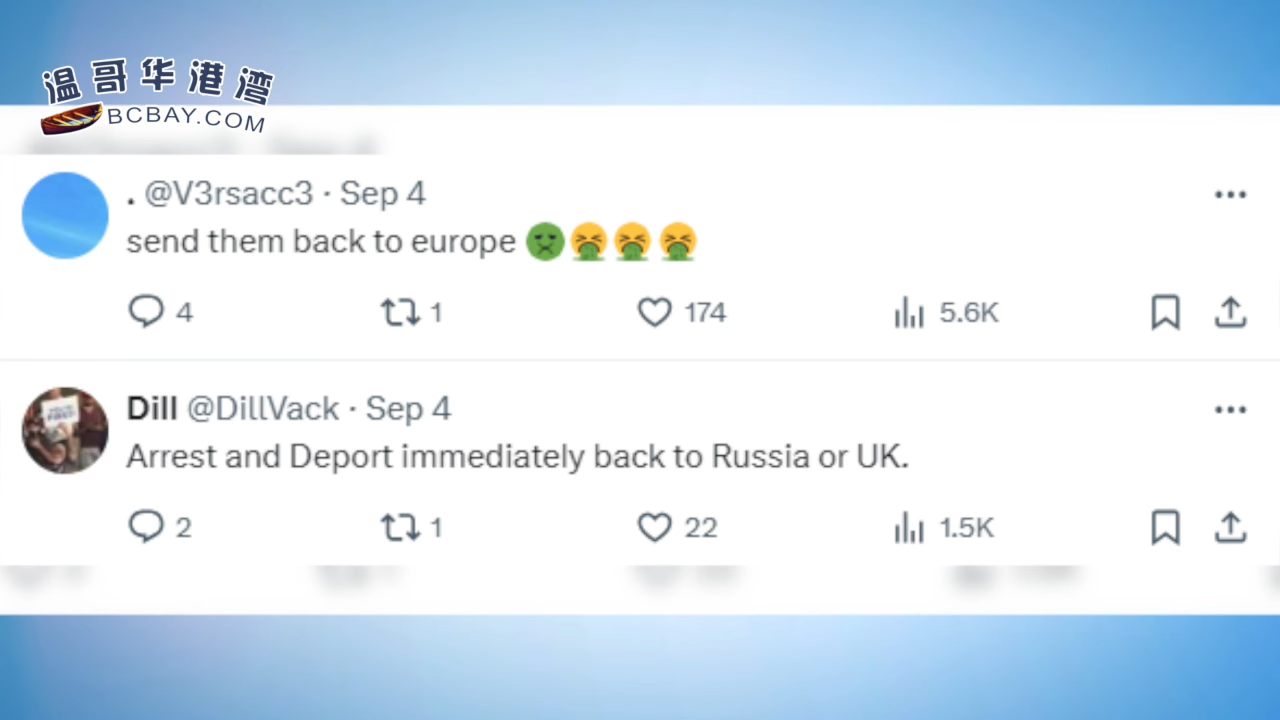 温哥华港湾
BCBAY.COM
. @V3rsacc3 · Sep 4
send them back to europe 🤢🤮🤮🤮
4 1 174 5.6K
Dill @DillVack · Sep 4
Arrest and Deport immediately back to Russia or UK.
2 1 22 1.5K